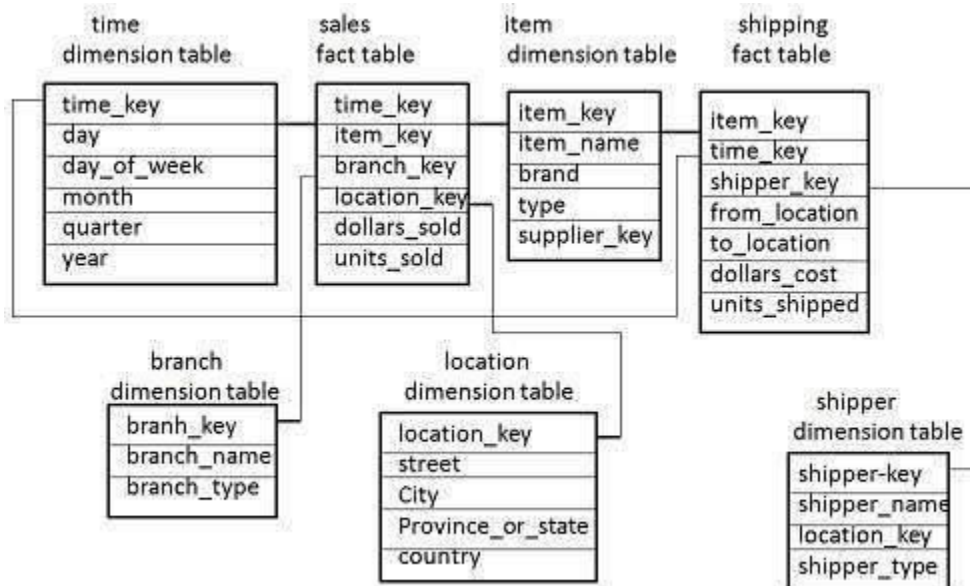 time
dimension table
time_key
day
day_of_week
month
quarter
year
sales
fact table
time_key
item_key
branch_key
location_key
dollars_sold
units_sold
item
dimension table
item_key
item_name
brand
type
supplier_key
shipping
fact table
item_key
time_key
shipper_key
from_location
to_location
dollars_cost
units_shipped
branch
dimension table
branh_key
branch_name
branch_type
location
dimension table
location_key
street
City
Province_or_state
country
shipper
dimension table
shipper-key
shipper_name
location_key
shipper_type